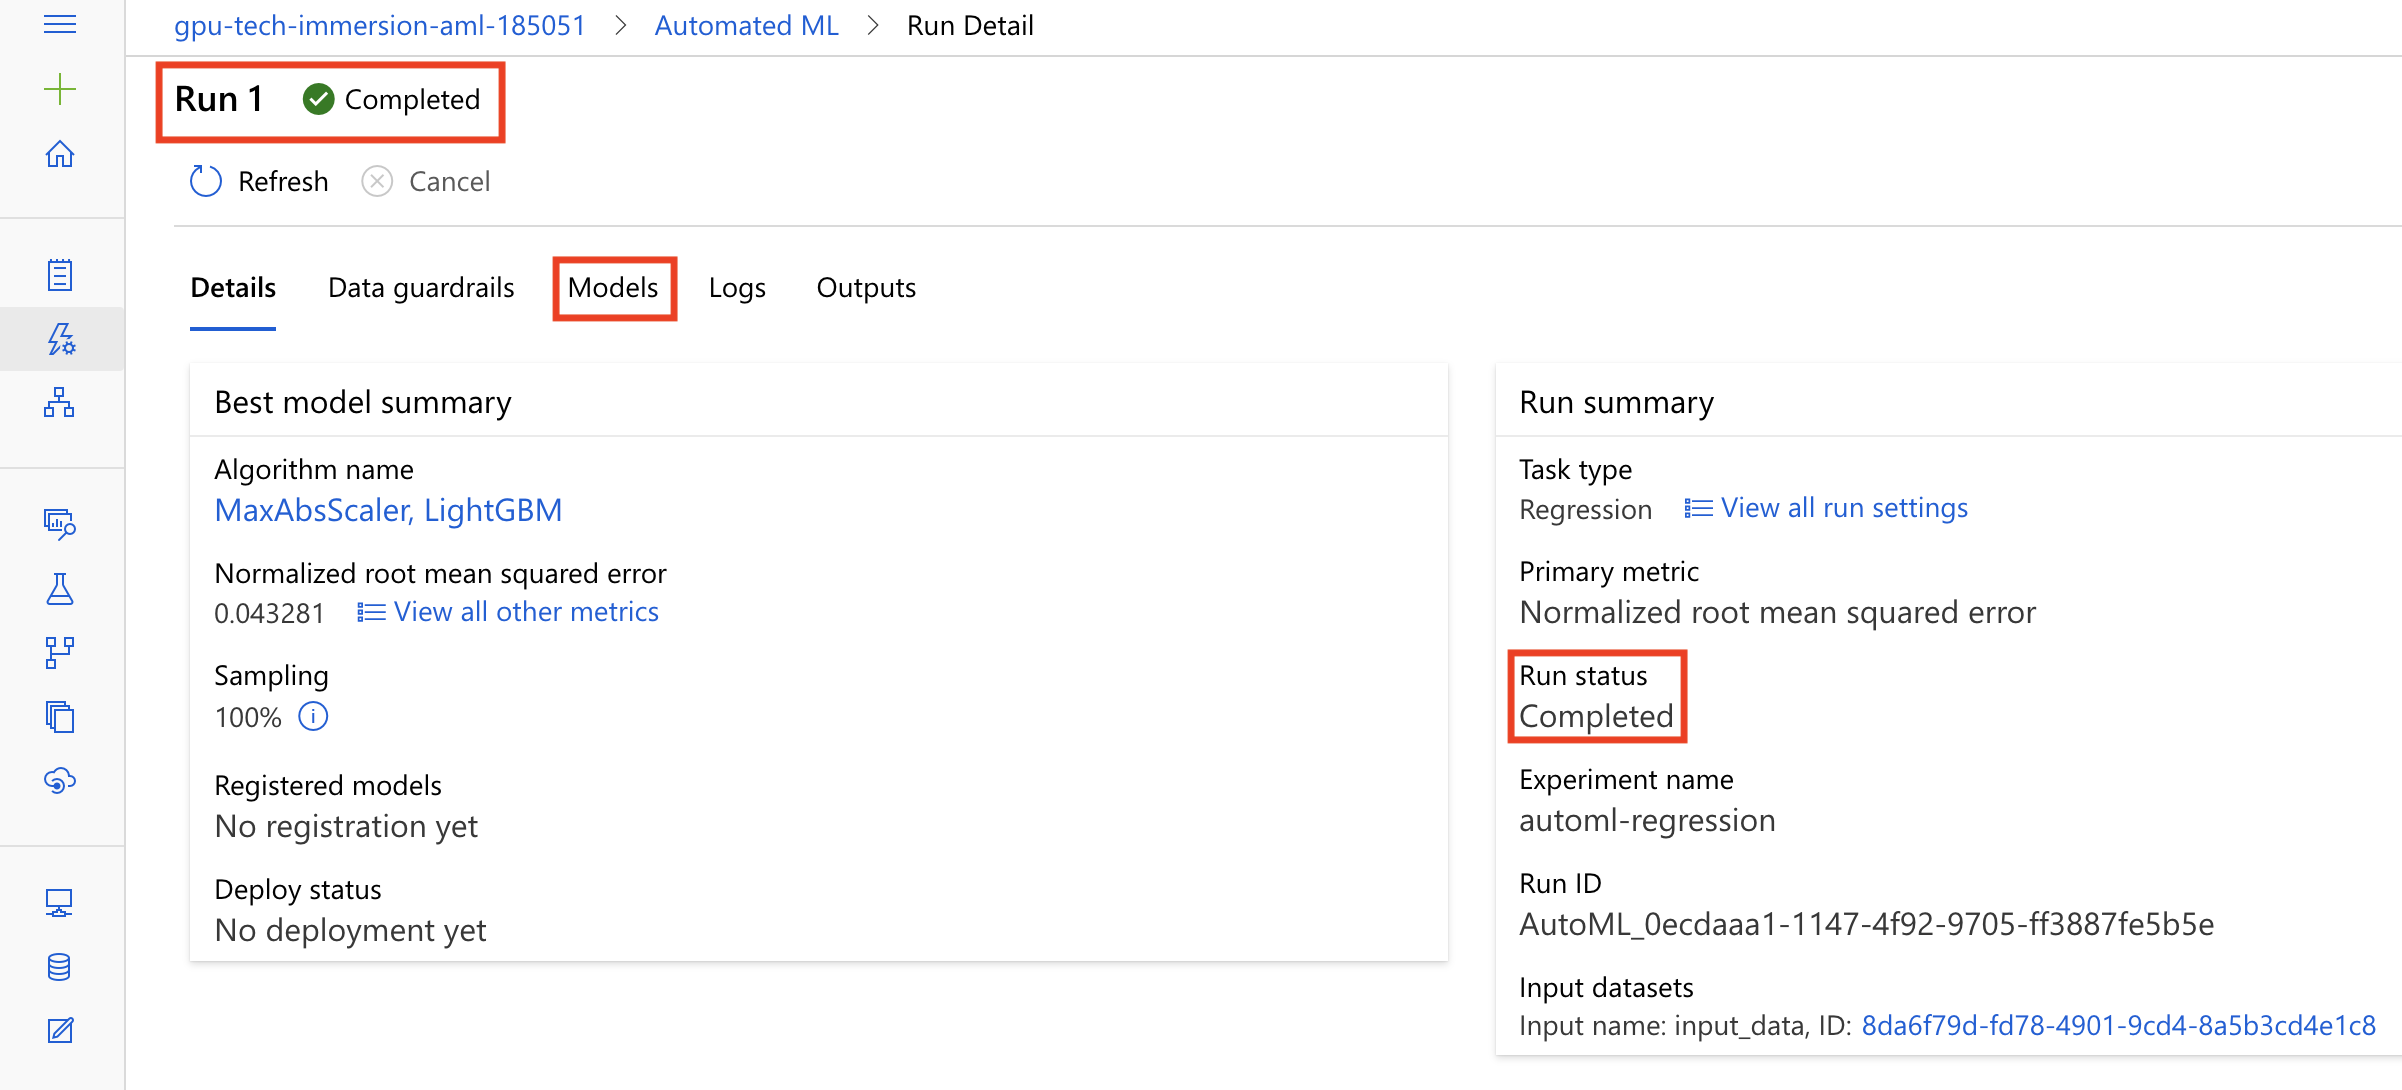 gpu-tech-immersion-aml-185051 > Automated ML > Run Detail
Run 1 Completed
Refresh Cancel
Details Data guardrails Models Logs Outputs
Best model summary
Algorithm name
MaxAbsScaler, LightGBM
Normalized root mean squared error
0.043281 View all other metrics
Sampling
100%
Registered models
No registration yet
Deploy status
No deployment yet
Run summary
Task type
Regression View all run settings
Primary metric
Normalized root mean squared error
Run status
Completed
Experiment name
automl-regression
Run ID
AutoML_0ecdaaa1-1147-4f92-9705-ff3887fe5b5e
Input datasets
Input name: input_data, ID: 8da6f79d-fd78-4901-9cd4-8a5b3cd4e1c8